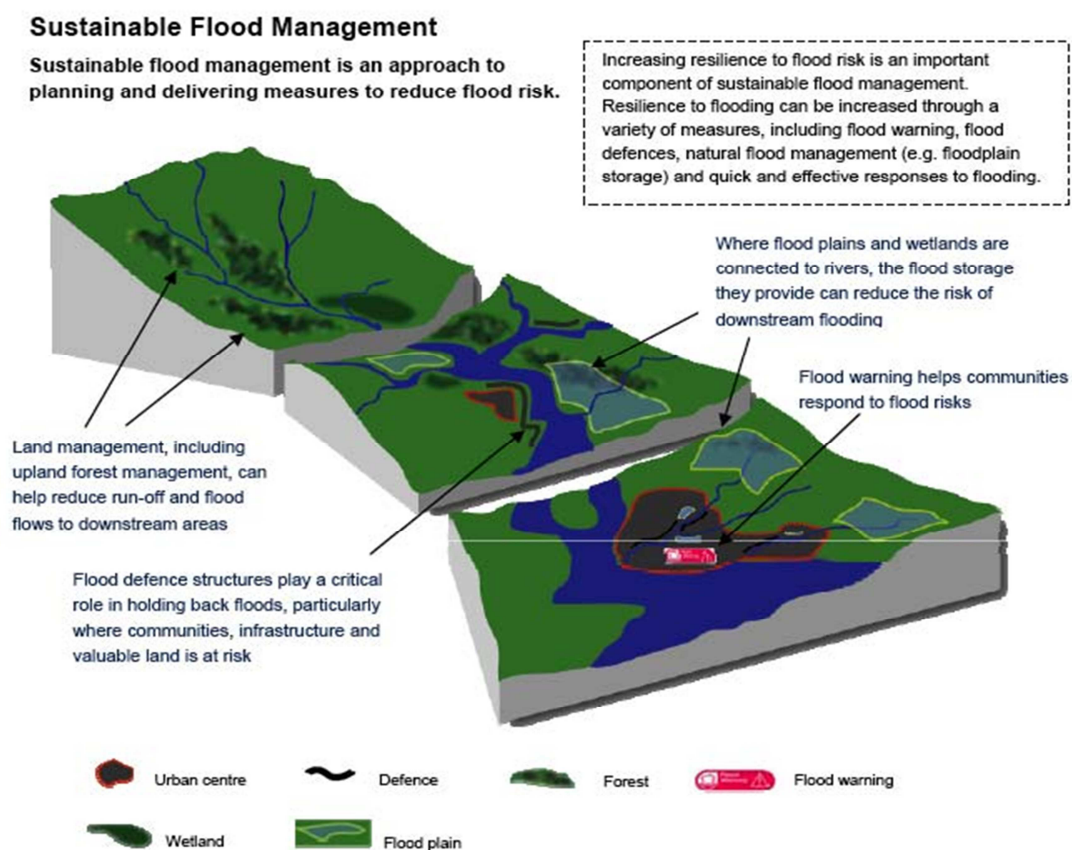 Sustainable Flood Management
Sustainable flood management is an approach to
planning and delivering measures to reduce flood risk.
Increasing resilience to flood risk is an important
component of sustainable flood management.
Resilience to flooding can be increased through a
variety of measures, including flood warning, flood
defences, natural flood management (e.g. floodplain
storage) and quick and effective responses to flooding.
Where flood plains and wetlands are
connected to rivers, the flood storage
they provide can reduce the risk of
downstream flooding
Flood warning helps communities
respond to flood risks
Land management, including
upland forest management, can
help reduce run-off and flood
flows to downstream areas
Flood defence structures play a critical
role in holding back floods, particularly
where communities, infrastructure and
valuable land is at risk
Urban centre
Defence
Forest
Flood warning
Wetland
Flood plain